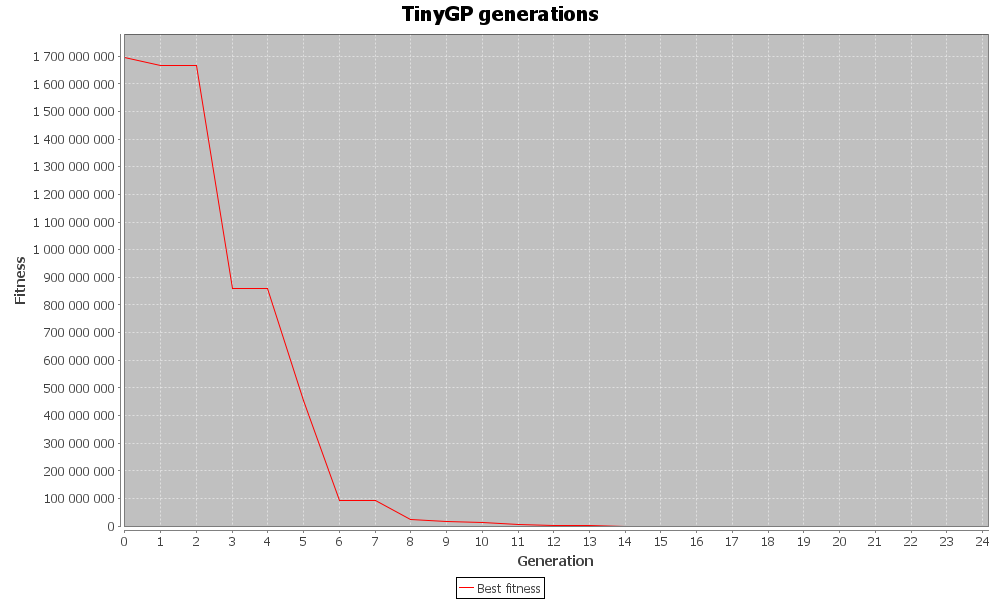 TinyGP generations
1 700 000 000
1 600 000 000
1 500 000 000
1 400 000 000
1 300 000 000
1 200 000 000
1 100 000 000
1 000 000 000
900 000 000
800 000 000
700 000 000
600 000 000
500 000 000
400 000 000
300 000 000
200 000 000
100 000 000
0
Fitness
0 1 2 3 4 5 6 7 8 9 10 11 12 13 14 15 16 17 18 19 20 21 22 23 24
Generation
Best fitness